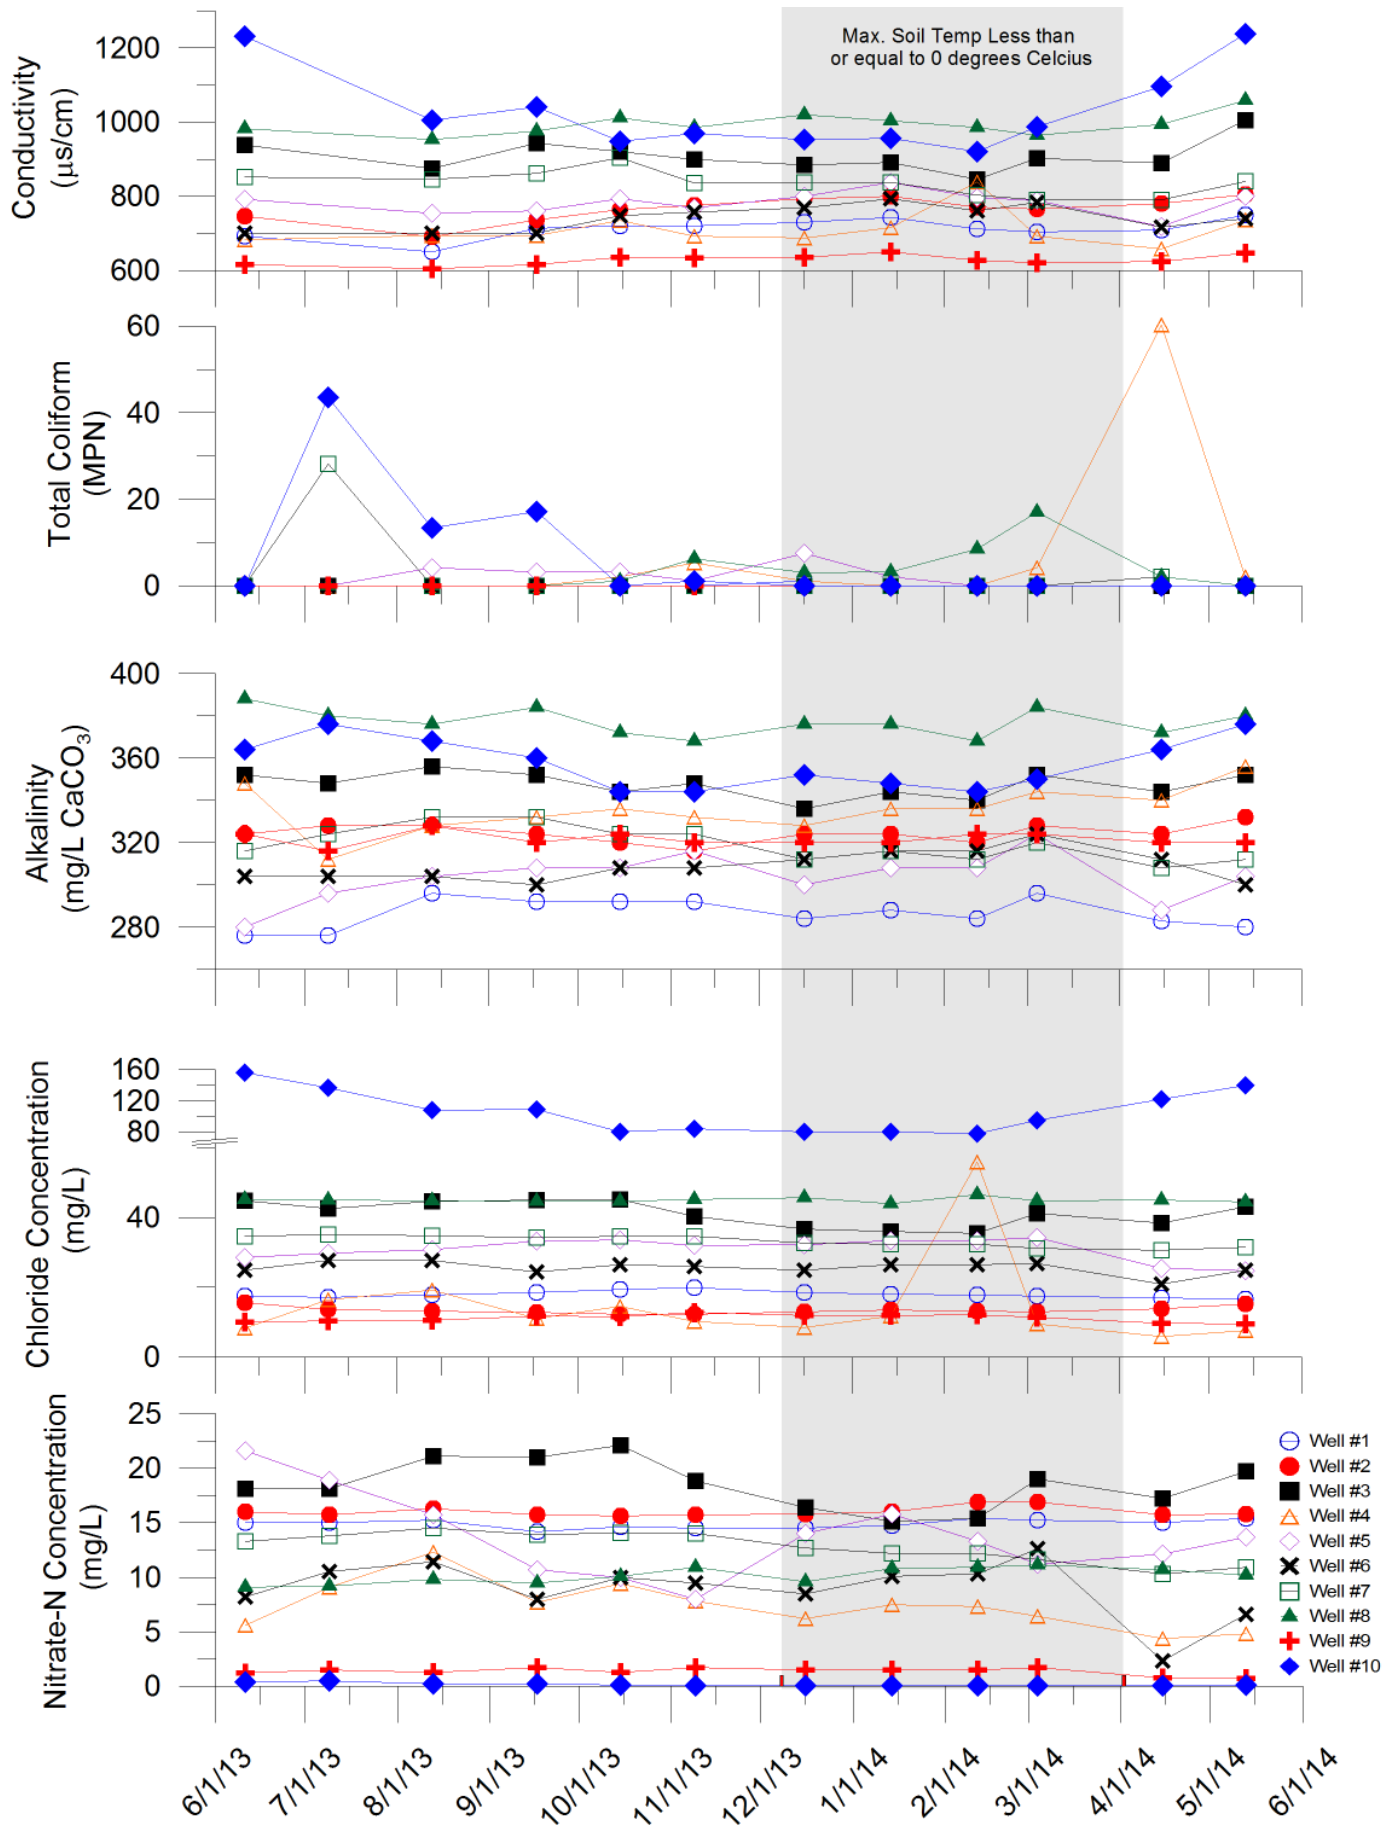 Max. Soil Temp Less than
or equal to 0 degrees Celcius
Conductivity
(µs/cm)
1200
1000
800
600
Total Coliform
(MPN)
60
40
20
0
Alkalinity
(mg/L CaCO3)
400
360
320
280
Chloride Concentration
(mg/L)
160
120
80
40
0
Nitrate-N Concentration
(mg/L)
25
20
15
10
5
0
Well #1
Well #2
Well #3
Well #4
Well #5
Well #6
Well #7
Well #8
Well #9
Well #10
6/1/13
7/1/13
8/1/13
9/1/13
10/1/13
11/1/13
12/1/13
1/1/14
2/1/14
3/1/14
4/1/14
5/1/14
6/1/14